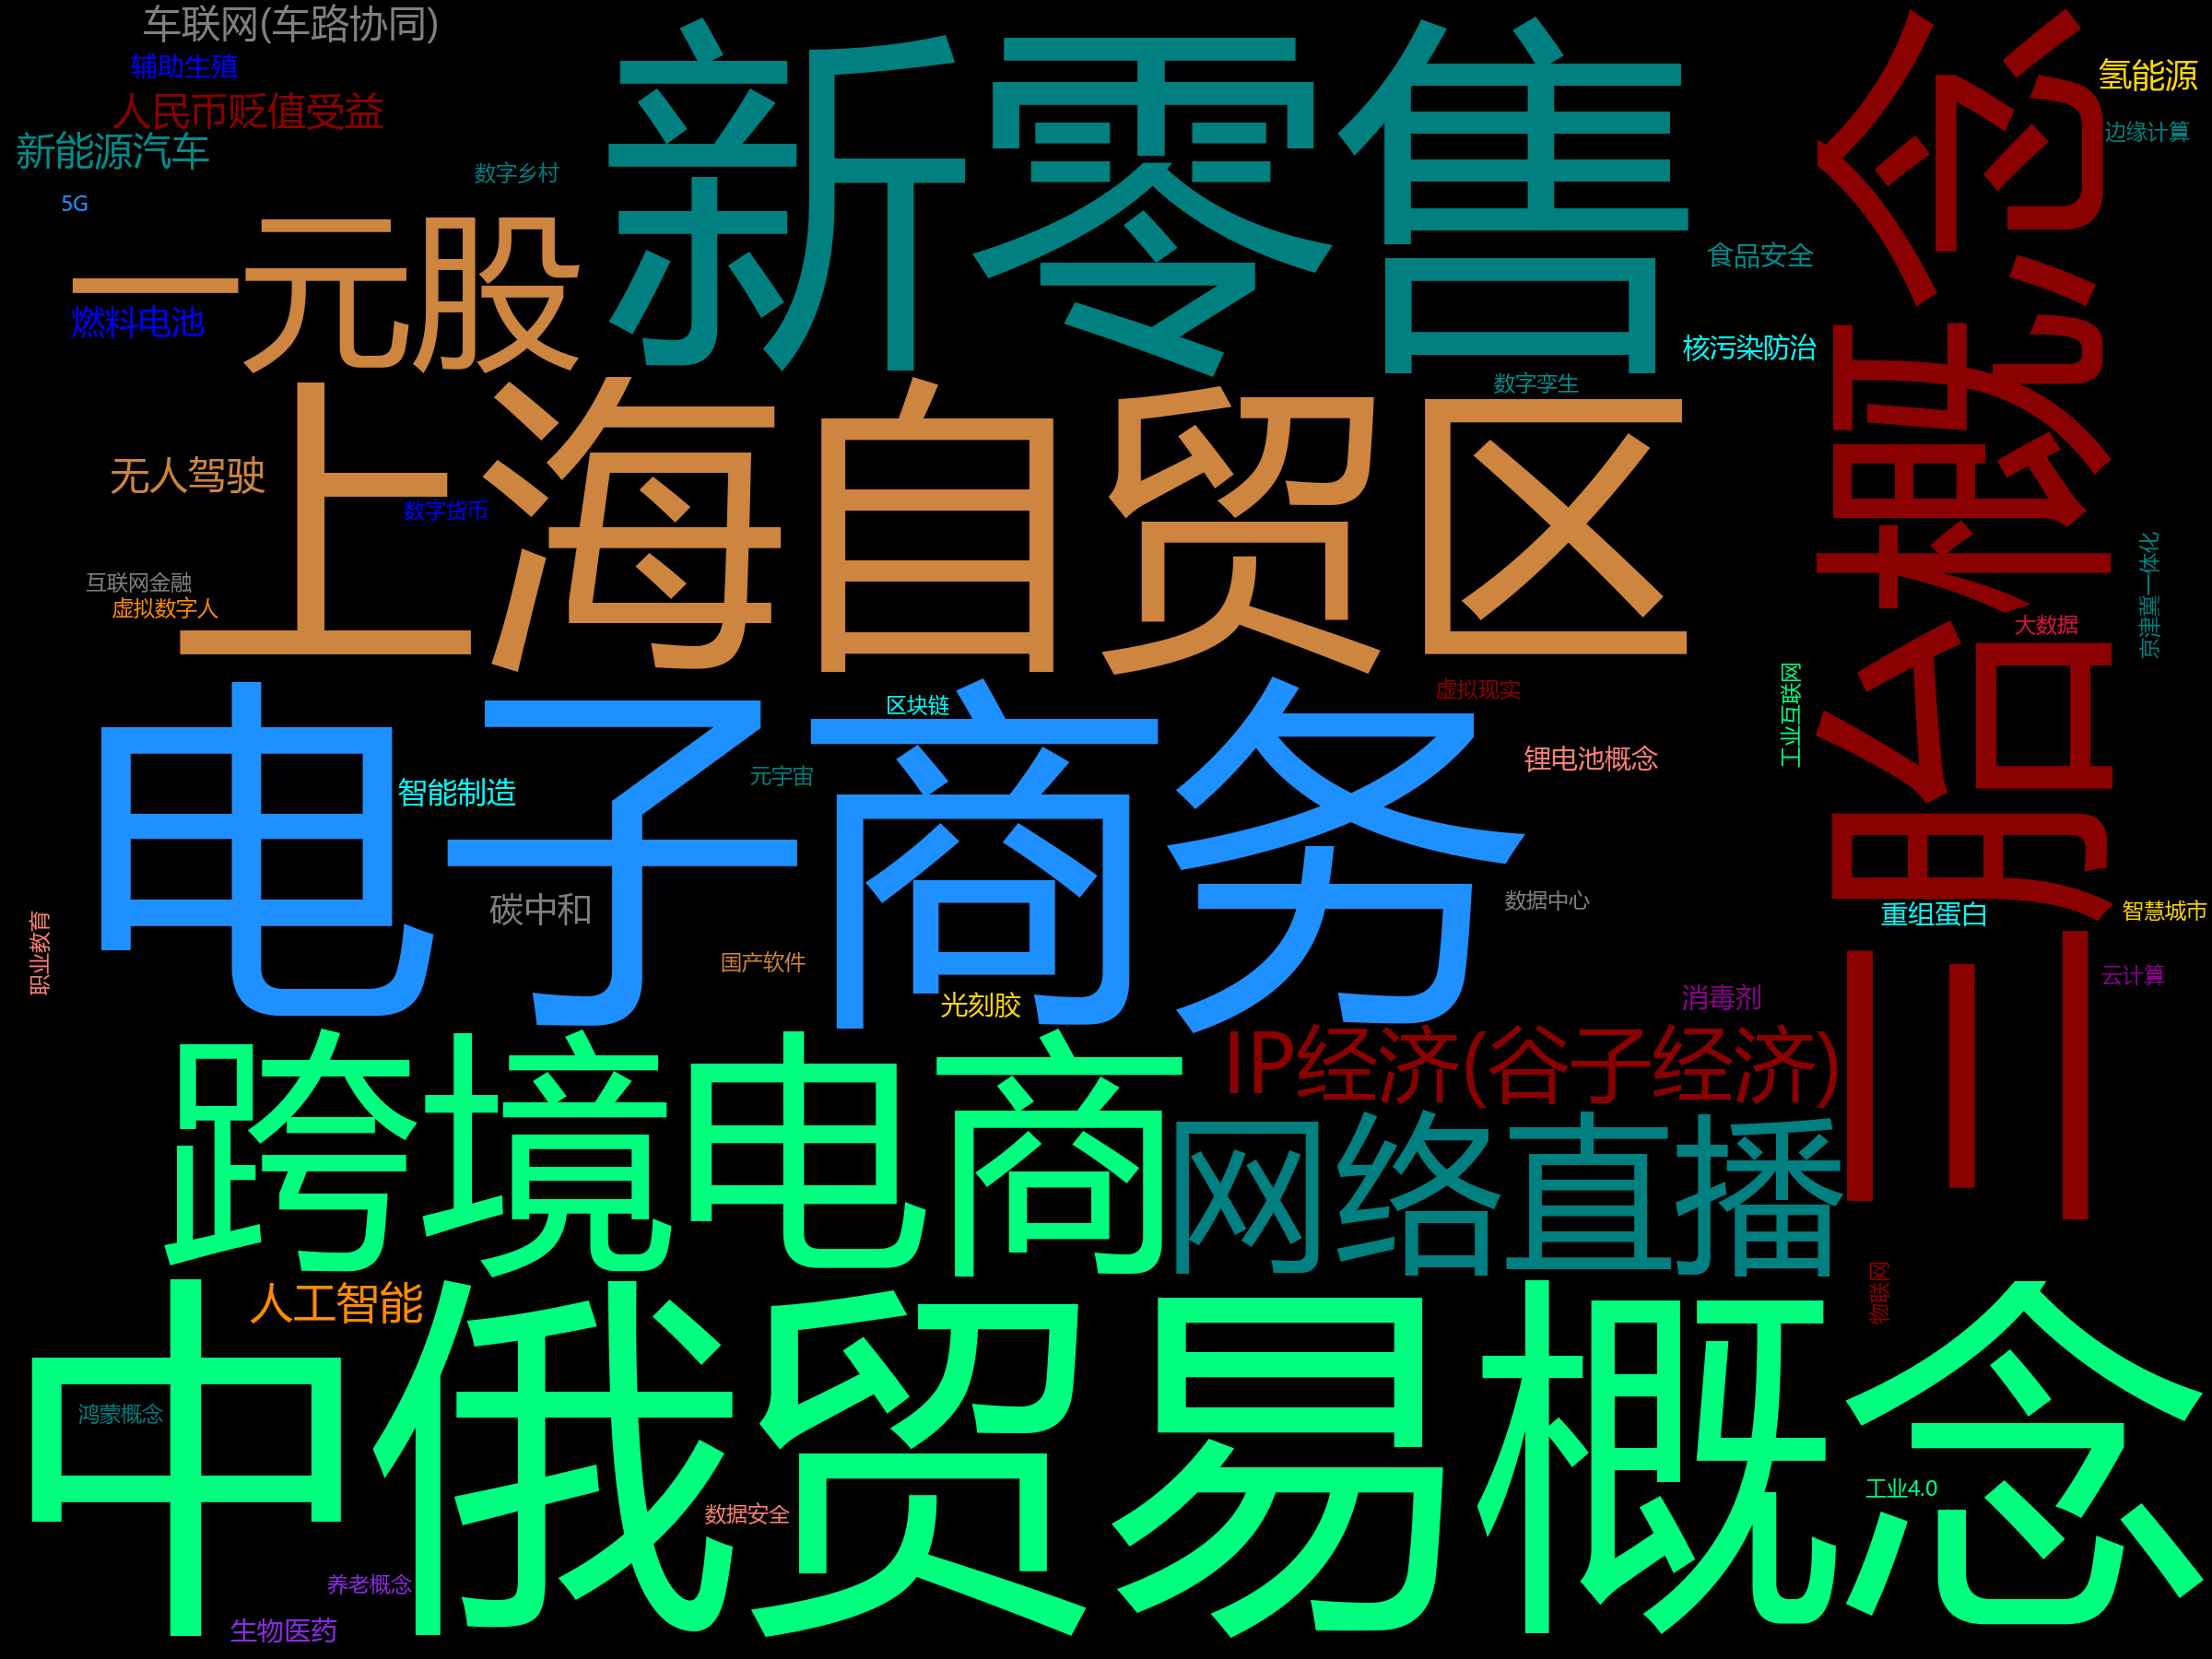 车联网(车路协同)
辅助生殖
人民币贬值受益
新能源汽车
5G
数字乡村
新零售
氢能源
边缘计算
一元股
燃料电池
食品安全
核污染防治
数字孪生
三胎概念
上海自贸区
无人驾驶
数字货币
互联网金融
虚拟数字人
京津冀一体化
大数据
工业互联网
区块链
虚拟现实
锂电池概念
元宇宙
智能制造
电子商务
碳中和
数据中心
重组蛋白
智慧城市
职业教育
国产软件
云计算
光刻胶
消毒剂
IP经济(谷子经济)
跨境电商
网络直播
物联网
人工智能
中俄贸易概念
鸿蒙概念
工业4.0
数据安全
养老概念
生物医药